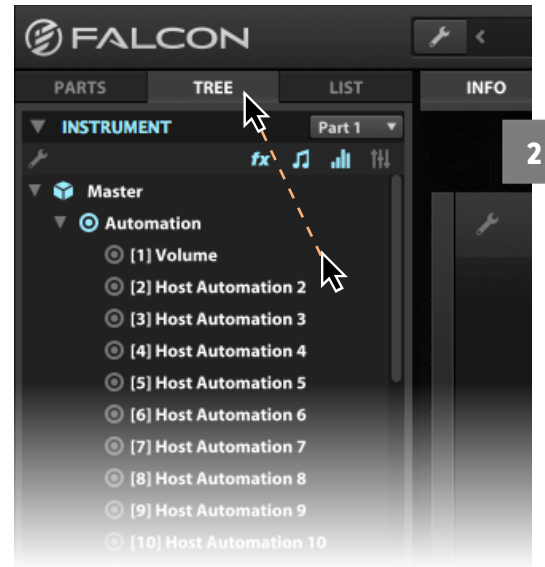 FALCON
PARTS TREE LIST INFO
INSTRUMENT Part 1
2
fx
Master
Automation
[1] Volume
[2] Host Automation 2
[3] Host Automation 3
[4] Host Automation 4
[5] Host Automation 5
[6] Host Automation 6
[7] Host Automation 7
[8] Host Automation 8
[9] Host Automation 9
[10] Host Automation 10